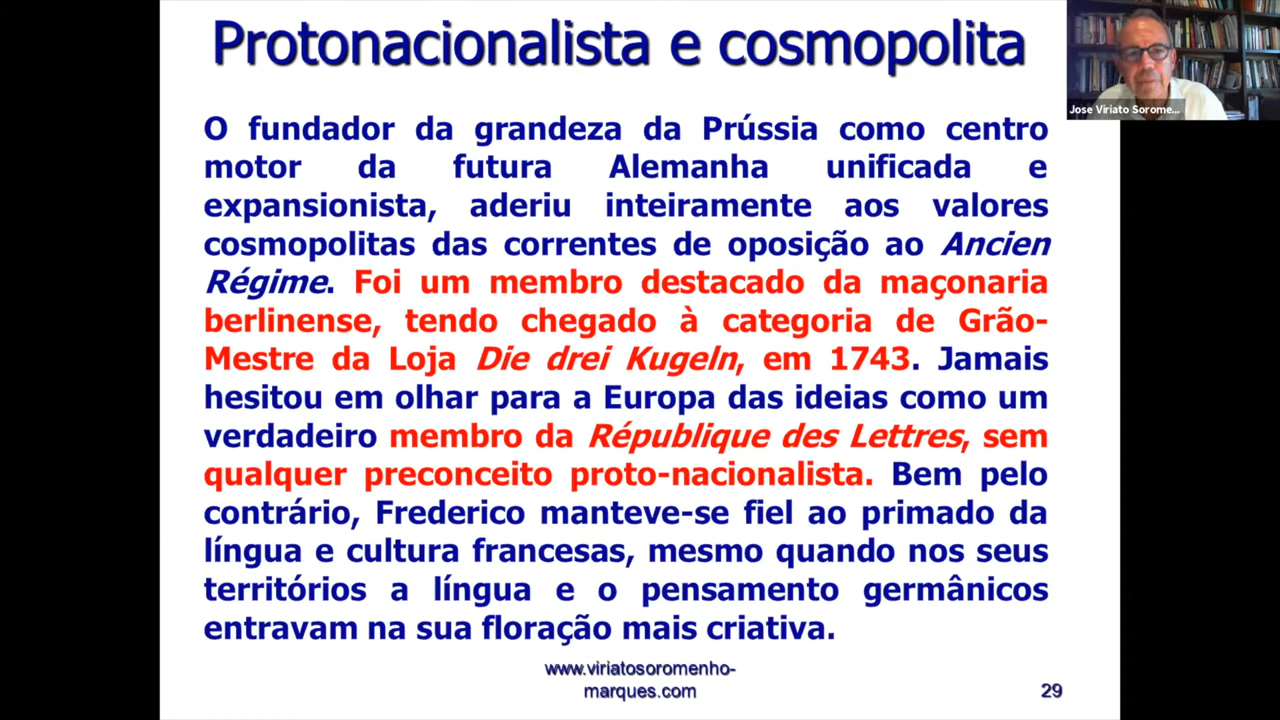 Protonacionalista e cosmopolita
Jose Viriato Sorome...
O fundador da grandeza da Prússia como centro
motor da futura Alemanha unificada e
expansionista, aderiu inteiramente aos valores
cosmopolitas das correntes de oposição ao Ancien
Régime. Foi um membro destacado da maçonaria
berlinense, tendo chegado à categoria de Grão-
Mestre da Loja Die drei Kugeln, em 1743. Jamais
hesitou em olhar para a Europa das ideias como um
verdadeiro membro da République des Lettres, sem
qualquer preconceito proto-nacionalista. Bem pelo
contrário, Frederico manteve-se fiel ao primado da
língua e cultura francesas, mesmo quando nos seus
territórios a língua e o pensamento germânicos
entravam na sua floração mais criativa.
www.viriatosoromenho-
marques.com
29